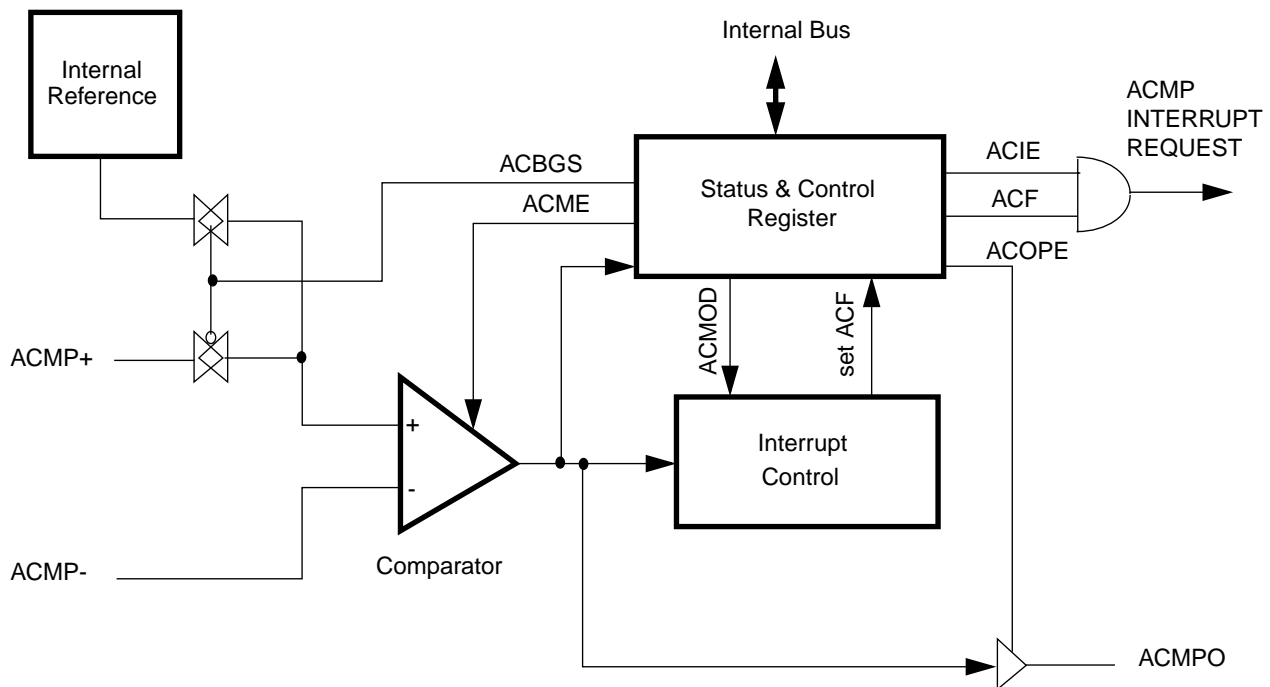 Internal Bus
Internal
Reference
ACMP
INTERRUPT
REQUEST
ACBGS
ACME
Status & Control
Register
ACIE
ACF
ACOPE
ACMOD
set ACF
ACMP+
+
-
Comparator
Interrupt
Control
ACMP-
ACMPO